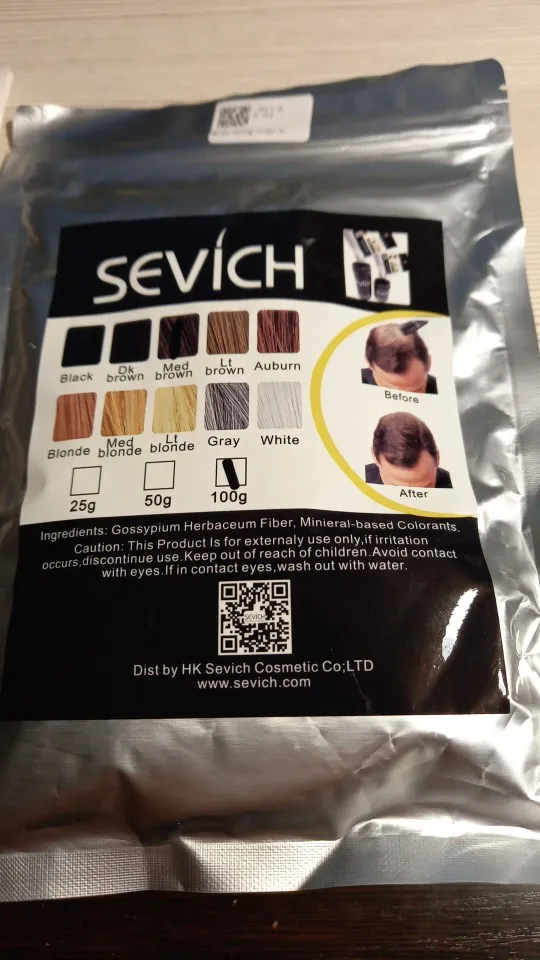 SEVICH
Black
Dk brown
Med brown
Lt brown
Auburn
Blonde
Med blonde
Lt blonde
Gray
White
25g
50g
100g
Before
After
Ingredients: Gossypium Herbaceum Fiber, Minieral-based Colorants.
Caution: This Product Is for externaly use only,if irritation
occurs,discontinue use.Keep out of reach of children.Avoid contact
with eyes.If in contact eyes,wash out with water.
SEVICH
Dist by HK Sevich Cosmetic Co;LTD
www.sevich.com